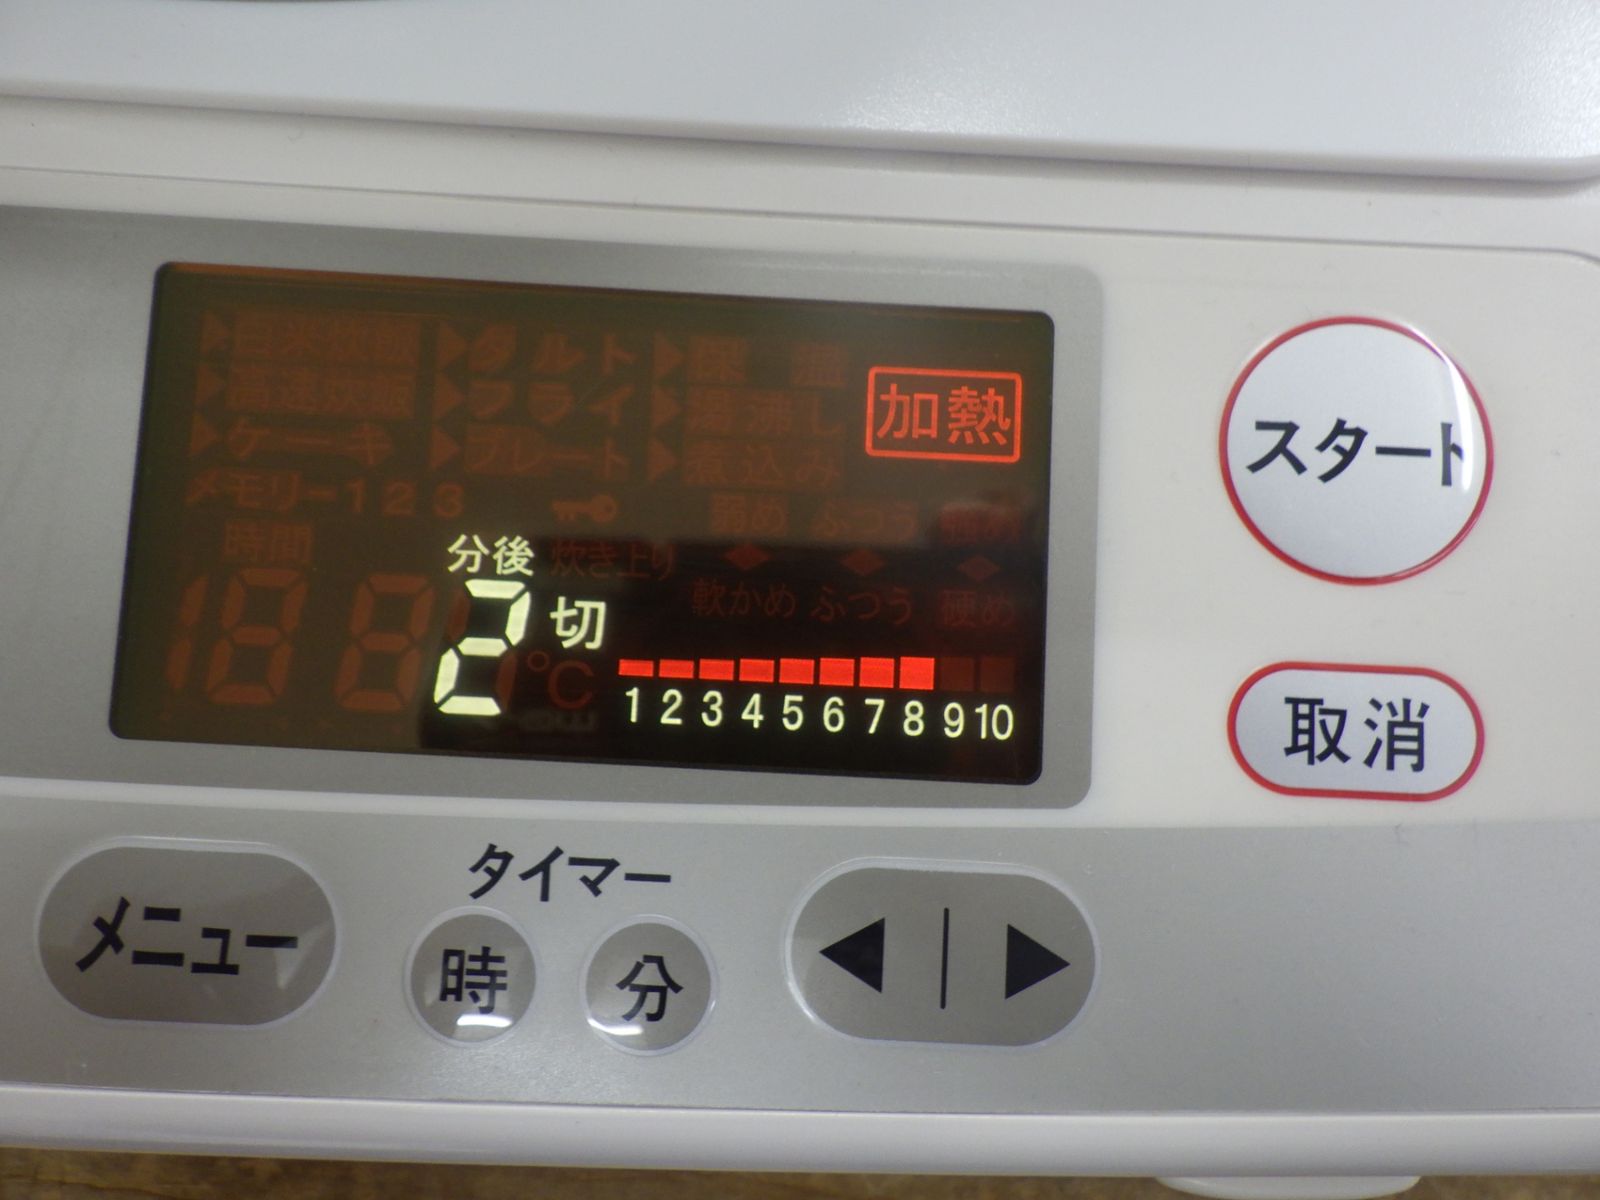 白米炊飯 タルト 保温
高速炊飯 フライ 湯沸し 加熱
ケーキ プレート 煮込み
メモリー 1 2 3 弱め ふつう 強め
時間 分後 炊き上り
軟かめ ふつう 硬め
2 切
℃
1 2 3 4 5 6 7 8 9 10
スタート
取消
メニュー
タイマー
時 分